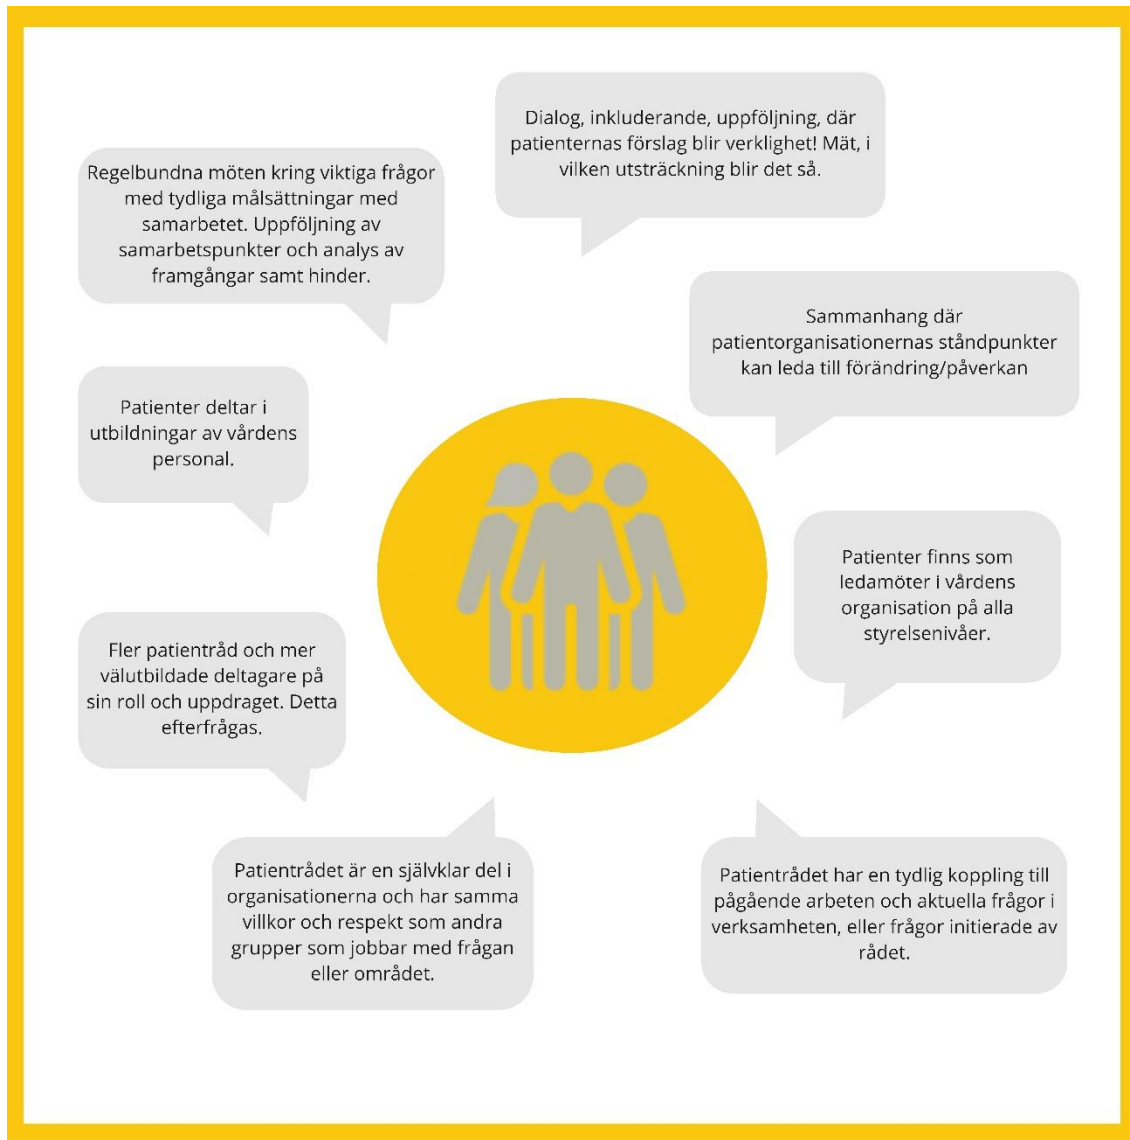 Dialog, inkluderande, uppföljning, där
patienternas förslag blir verklighet! Mät, i
vilken utsträckning blir det så.
Regelbundna möten kring viktiga frågor
med tydliga målsättningar med
samarbetet. Uppföljning av
samarbetspunkter och analys av
framgångar samt hinder.
Sammanhang där
patientorganisationernas ståndpunkter
kan leda till förändring/påverkan
Patienter deltar i
utbildningar av vårdens
personal.
Patienter finns som
ledamöter i vårdens
organisation på alla
styrelsenivåer.
Fler patientråd och mer
välutbildade deltagare på
sin roll och uppdraget. Detta
efterfrågas.
Patientrådet är en självklar del i
organisationerna och har samma
villkor och respekt som andra
grupper som jobbar med frågan
eller området.
Patientrådet har en tydlig koppling till
pågående arbeten och aktuella frågor i
verksamheten, eller frågor initierade av
rådet.